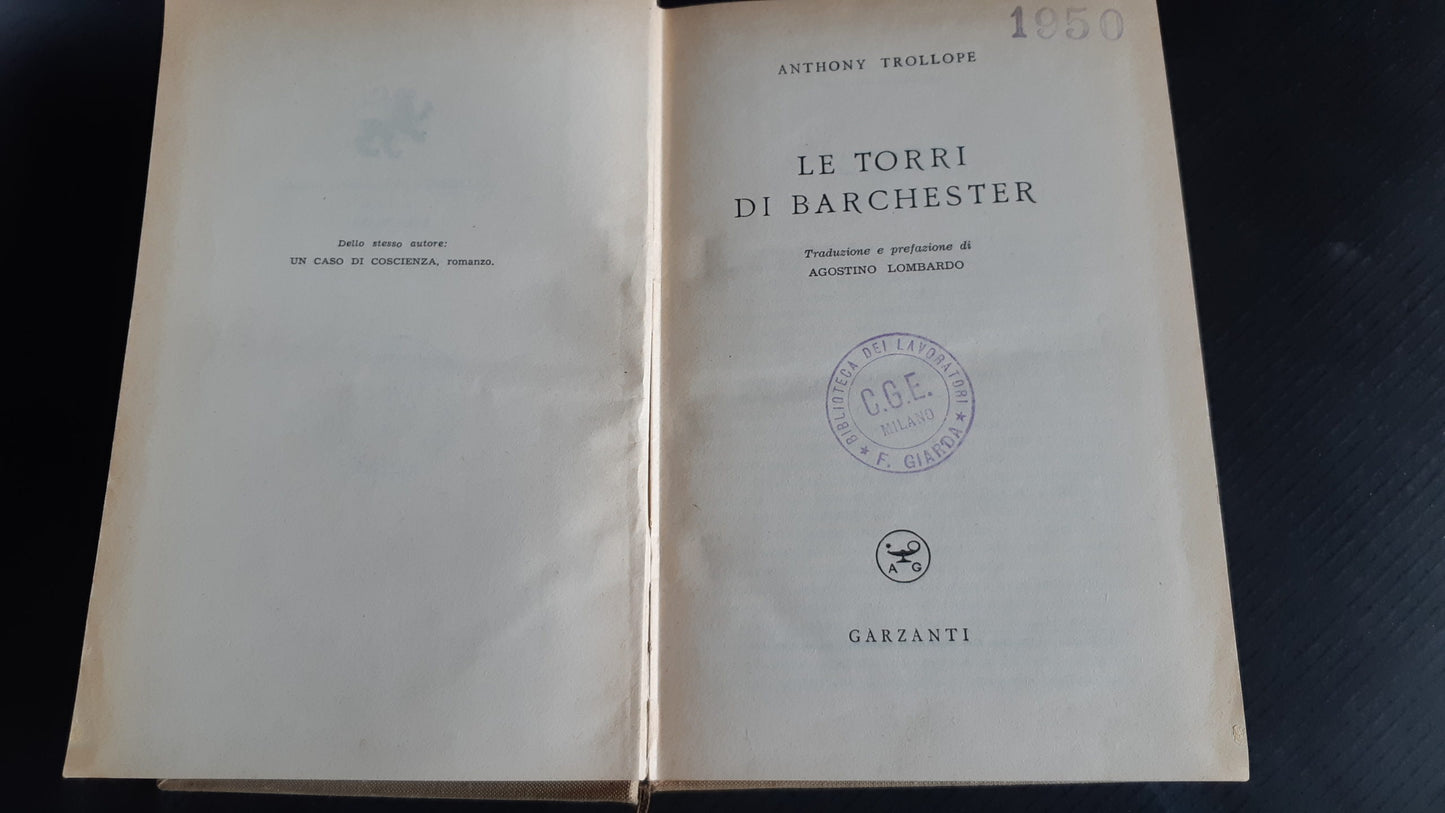 Dello stesso autore:
UN CASO DI COSCIENZA, romanzo.
1950
ANTHONY TROLLOPE
LE TORRI
DI BARCHESTER
Traduzione e prefazione di
AGOSTINO LOMBARDO
BIBLIOTECA DEI LAVORATORI
C.G.E.
MILANO
★ F. GIARDA ★
A G
GARZANTI